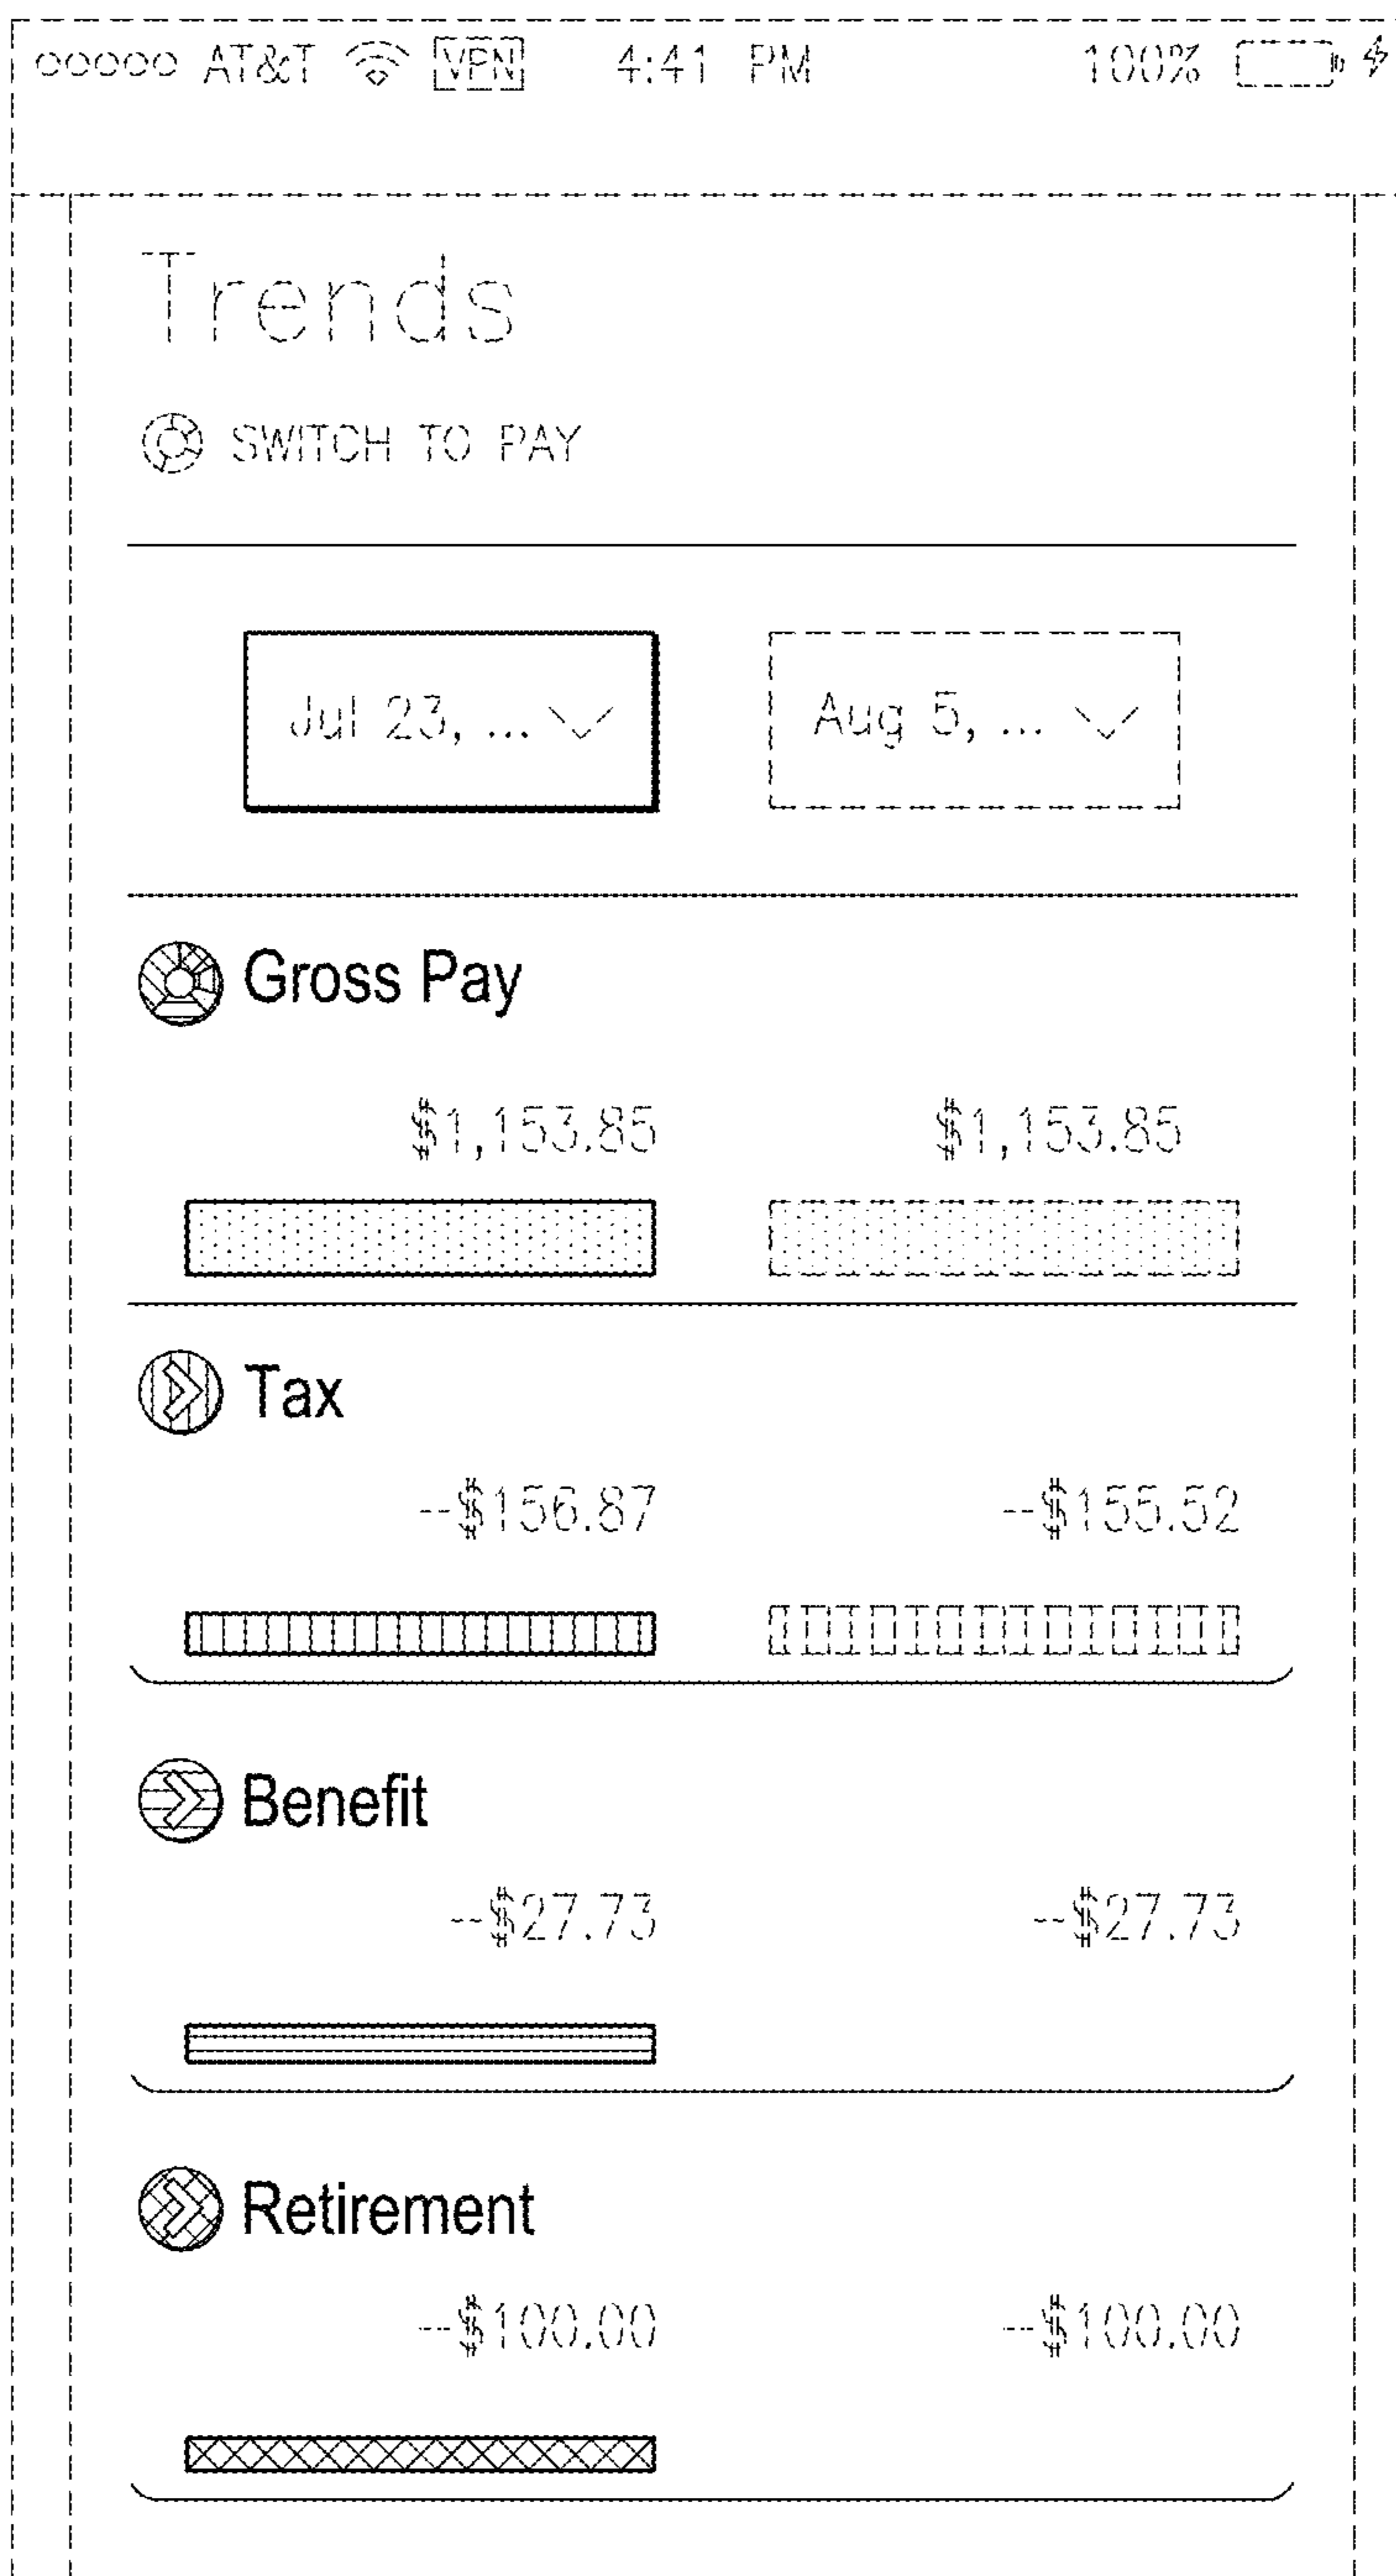 AT&T VPN 4:41 PM 100%
Trends
SWITCH TO PAY
Jul 23, ... Aug 5, ...
Gross Pay
$1,153.85 $1,153.85
Tax
--$156.87 --$155.52
Benefit
--$27.73 --$27.73
Retirement
--$100.00 --$100.00